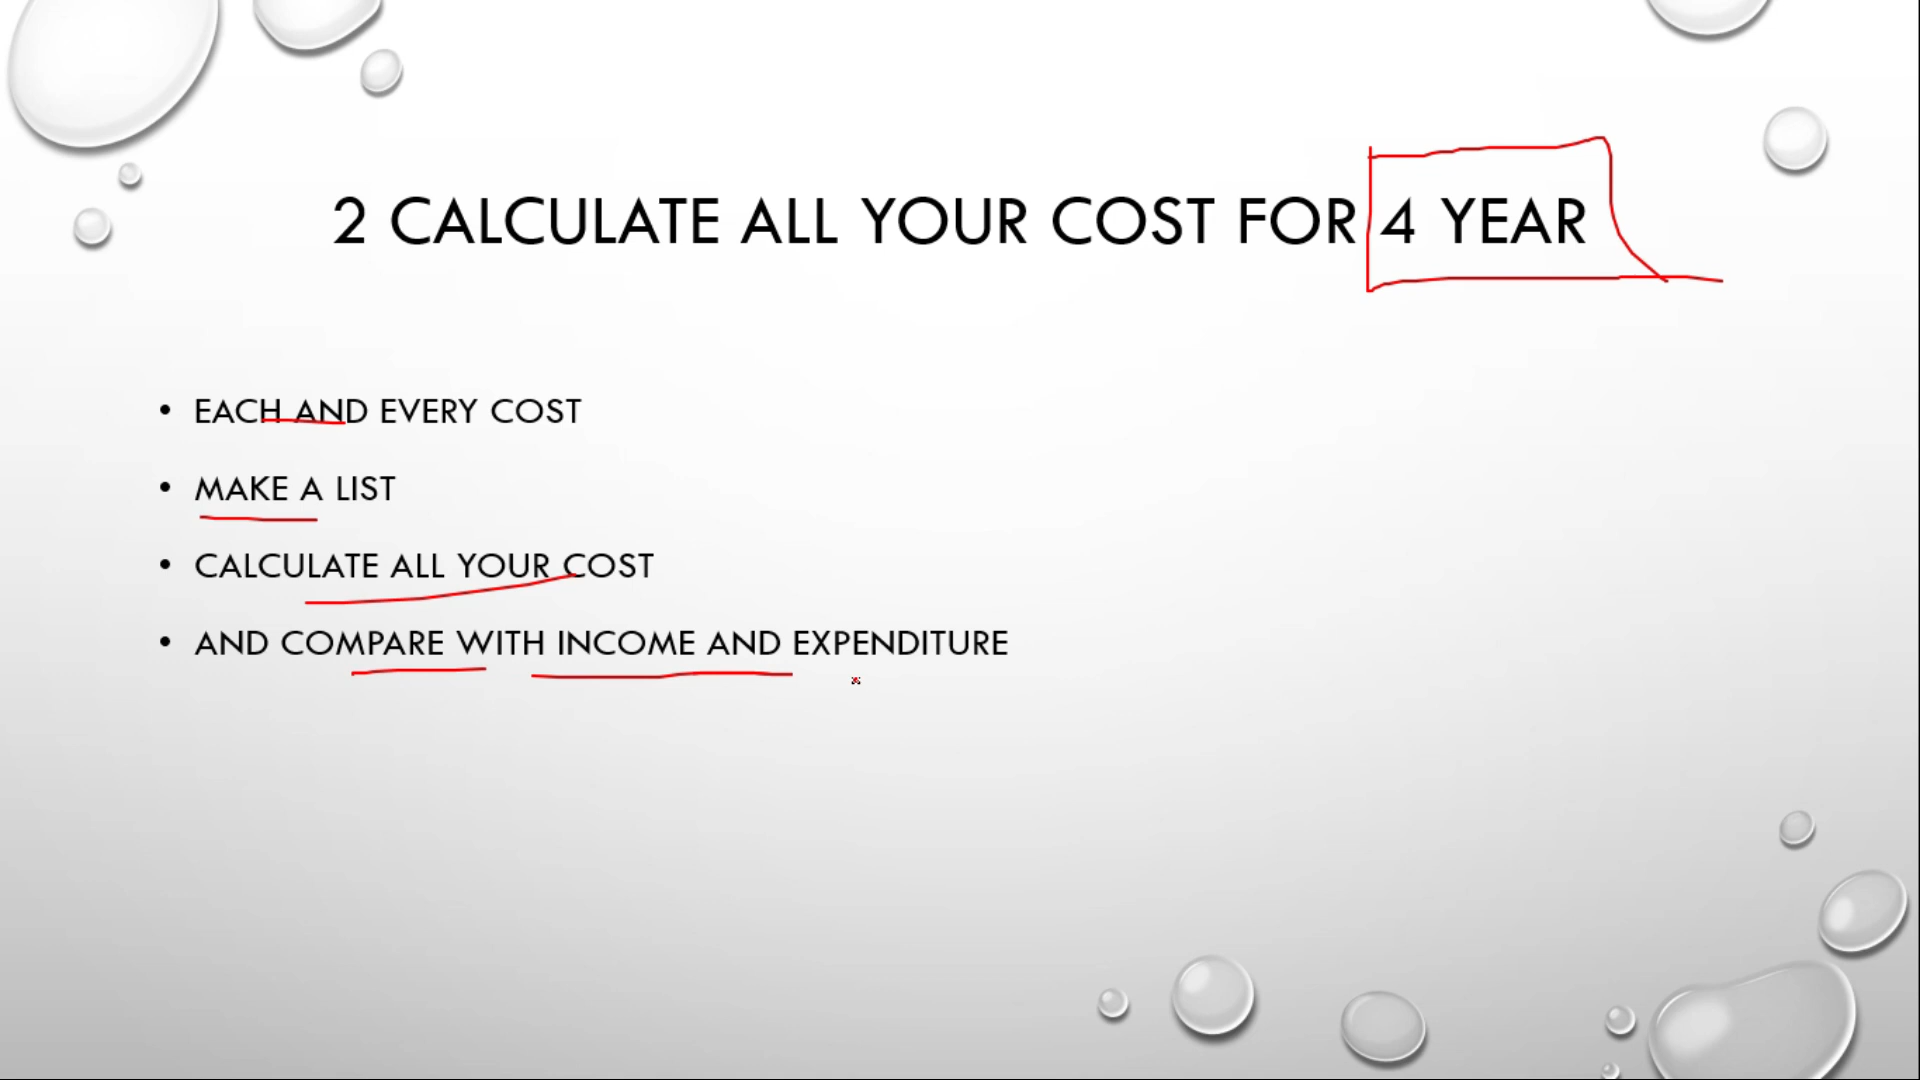 2 CALCULATE ALL YOUR COST FOR 4 YEAR
• EACH AND EVERY COST
• MAKE A LIST
• CALCULATE ALL YOUR COST
• AND COMPARE WITH INCOME AND EXPENDITURE